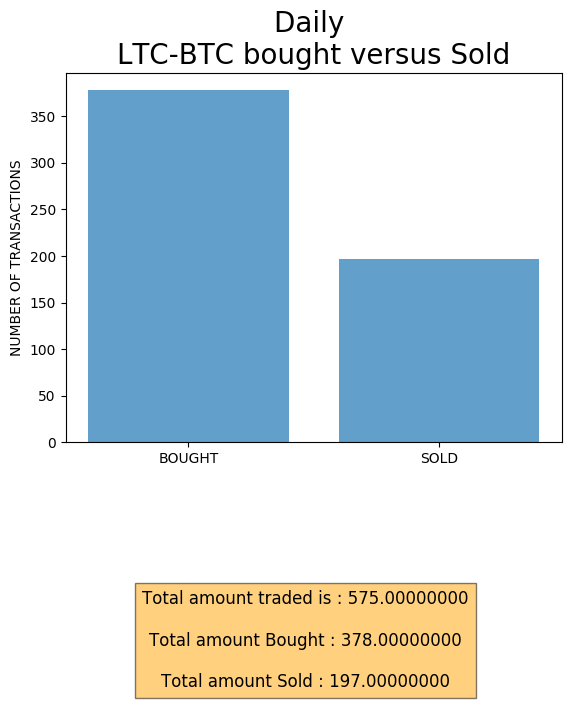 Daily
LTC-BTC bought versus Sold
NUMBER OF TRANSACTIONS
350
300
250
200
150
100
50
0
BOUGHT
SOLD
Total amount traded is : 575.00000000
Total amount Bought : 378.00000000
Total amount Sold : 197.00000000